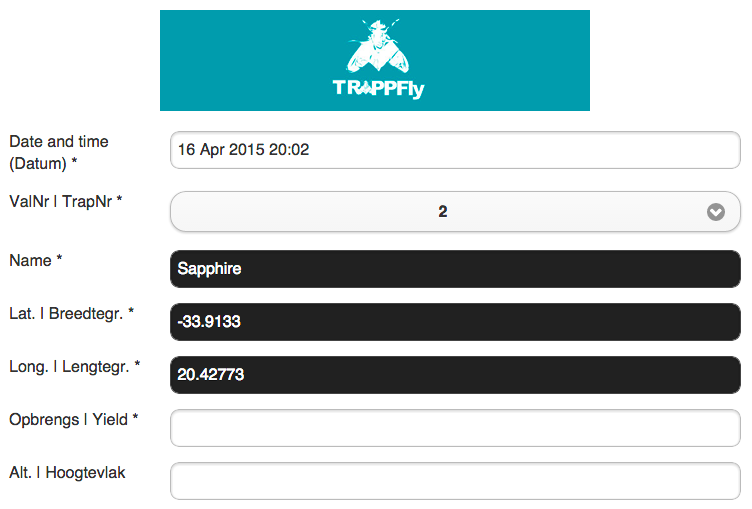 TRAPPFly
Date and time
(Datum) *
16 Apr 2015 20:02
ValNr | TrapNr *
2
Name *
Sapphire
Lat. | Breedtegr. *
-33.9133
Long. | Lengtegr. *
20.42773
Opbrengs | Yield *
Alt. | Hoogtevlak